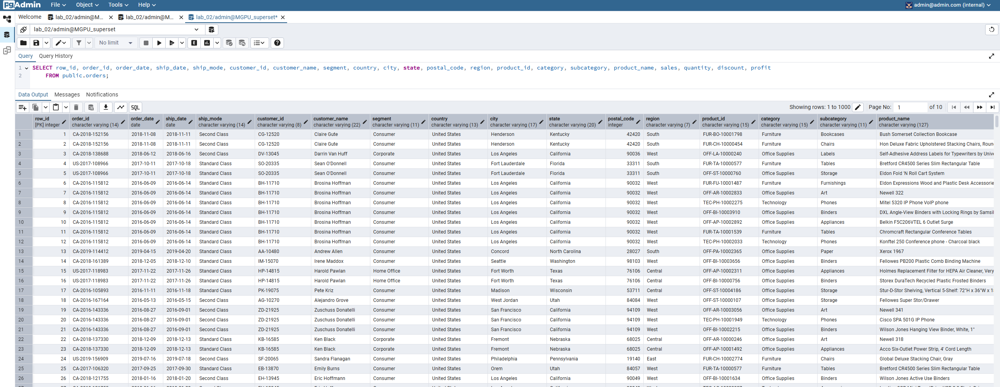 pgAdmin File Object Tools Help admin@admin.com (internal)
Welcome lab_02/admin@M... lab_02/admin@M... lab_02/admin@MGPU_superset*
lab_02/admin@MGPU_superset
No limit
Query Query History
1 SELECT row_id, order_id, order_date, ship_date, ship_mode, customer_id, customer_name, segment, country, city, state, postal_code, region, product_id, category, subcategory, product_name, sales, quantity, discount, profit
2 FROM public.orders;
Data Output Messages Notifications
SQL Showing rows: 1 to 1000 Page No: 1 of 10
row_id order_id order_date ship_date ship_mode customer_id customer_name segment country city state postal_code region product_id category subcategory product_name
[PK] integer character varying (14) date date character varying (14) character varying (8) character varying (22) character varying (11) character varying (13) character varying (17) character varying (20) integer character varying (7) character varying (15) character varying (15) character varying (11) character varying (127)
1 1 CA-2018-152156 2018-11-08 2018-11-11 Second Class CG-12520 Claire Gute Consumer United States Henderson Kentucky 42420 South FUR-BO-10001798 Furniture Bookcases Bush Somerset Collection Bookcase
2 2 CA-2018-152156 2018-11-08 2018-11-11 Second Class CG-12520 Claire Gute Consumer United States Henderson Kentucky 42420 South FUR-CH-10000454 Furniture Chairs Hon Deluxe Fabric Upholstered Stacking Chairs, Roun
3 3 CA-2018-138688 2018-06-12 2018-06-16 Second Class DV-13045 Darrin Van Huff Corporate United States Los Angeles California 90036 West OFF-LA-10000240 Office Supplies Labels Self-Adhesive Address Labels for Typewriters by Unive
4 4 US-2017-108966 2017-10-11 2017-10-18 Standard Class SO-20335 Sean O'Donnell Consumer United States Fort Lauderdale Florida 33311 South FUR-TA-10000577 Furniture Tables Bretford CR4500 Series Slim Rectangular Table
5 5 US-2017-108966 2017-10-11 2017-10-18 Standard Class SO-20335 Sean O'Donnell Consumer United States Fort Lauderdale Florida 33311 South OFF-ST-10000760 Office Supplies Storage Eldon Fold 'N Roll Cart System
6 6 CA-2016-115812 2016-06-09 2016-06-14 Standard Class BH-11710 Brosina Hoffman Consumer United States Los Angeles California 90032 West FUR-FU-10001487 Furniture Furnishings Eldon Expressions Wood and Plastic Desk Accessorie
7 7 CA-2016-115812 2016-06-09 2016-06-14 Standard Class BH-11710 Brosina Hoffman Consumer United States Los Angeles California 90032 West OFF-AR-10002833 Office Supplies Art Newell 322
8 8 CA-2016-115812 2016-06-09 2016-06-14 Standard Class BH-11710 Brosina Hoffman Consumer United States Los Angeles California 90032 West TEC-PH-10002275 Technology Phones Mitel 5320 IP Phone VoIP phone
9 9 CA-2016-115812 2016-06-09 2016-06-14 Standard Class BH-11710 Brosina Hoffman Consumer United States Los Angeles California 90032 West OFF-BI-10003910 Office Supplies Binders DXL Angle-View Binders with Locking Rings by Samsi
10 10 CA-2016-115812 2016-06-09 2016-06-14 Standard Class BH-11710 Brosina Hoffman Consumer United States Los Angeles California 90032 West OFF-AP-10002892 Office Supplies Appliances Belkin F5C206VTEL 6 Outlet Surge
11 11 CA-2016-115812 2016-06-09 2016-06-14 Standard Class BH-11710 Brosina Hoffman Consumer United States Los Angeles California 90032 West FUR-TA-10001539 Furniture Tables Chromcraft Rectangular Conference Tables
12 12 CA-2016-115812 2016-06-09 2016-06-14 Standard Class BH-11710 Brosina Hoffman Consumer United States Los Angeles California 90032 West TEC-PH-10002033 Technology Phones Konftel 250 Conference phone - Charcoal black
13 13 CA-2019-114412 2019-04-15 2019-04-20 Standard Class AA-10480 Andrew Allen Consumer United States Concord North Carolina 28027 South OFF-PA-10002365 Office Supplies Paper Xerox 1967
14 14 CA-2018-161389 2018-12-05 2018-12-10 Standard Class IM-15070 Irene Maddox Consumer United States Seattle Washington 98103 West OFF-BI-10003656 Office Supplies Binders Fellowes PB200 Plastic Comb Binding Machine
15 15 US-2017-118983 2017-11-22 2017-11-26 Standard Class HP-14815 Harold Pawlan Home Office United States Fort Worth Texas 76106 Central OFF-AP-10002311 Office Supplies Appliances Holmes Replacement Filter for HEPA Air Cleaner, Very
16 16 US-2017-118983 2017-11-22 2017-11-26 Standard Class HP-14815 Harold Pawlan Home Office United States Fort Worth Texas 76106 Central OFF-BI-10000756 Office Supplies Binders Storex DuraTech Recycled Plastic Frosted Binders
17 17 CA-2016-105893 2016-11-11 2016-11-18 Standard Class PK-19075 Pete Kriz Consumer United States Madison Wisconsin 53711 Central OFF-ST-10004186 Office Supplies Storage Stur-D-Stor Shelving, Vertical 5-Shelf: 72"H x 36"W x 1
18 18 CA-2016-167164 2016-05-13 2016-05-15 Second Class AG-10270 Alejandro Grove Consumer United States West Jordan Utah 84084 West OFF-ST-10000107 Office Supplies Storage Fellowes Super Stor/Drawer
19 19 CA-2016-143336 2016-08-27 2016-09-01 Second Class ZD-21925 Zuschuss Donatelli Consumer United States San Francisco California 94109 West OFF-AR-10003056 Office Supplies Art Newell 341
20 20 CA-2016-143336 2016-08-27 2016-09-01 Second Class ZD-21925 Zuschuss Donatelli Consumer United States San Francisco California 94109 West TEC-PH-10001949 Technology Phones Cisco SPA 501G IP Phone
21 21 CA-2016-143336 2016-08-27 2016-09-01 Second Class ZD-21925 Zuschuss Donatelli Consumer United States San Francisco California 94109 West OFF-BI-10002215 Office Supplies Binders Wilson Jones Hanging View Binder, White, 1"
22 22 CA-2018-137330 2018-12-09 2018-12-13 Standard Class KB-16585 Ken Black Corporate United States Fremont Nebraska 68025 Central OFF-AR-10000246 Office Supplies Art Newell 318
23 23 CA-2018-137330 2018-12-09 2018-12-13 Standard Class KB-16585 Ken Black Corporate United States Fremont Nebraska 68025 Central OFF-AP-10001492 Office Supplies Appliances Acco Six-Outlet Power Strip, 4' Cord Length
24 24 US-2019-156909 2019-07-16 2019-07-18 Second Class SF-20065 Sandra Flanagan Consumer United States Philadelphia Pennsylvania 19140 East FUR-CH-10002774 Furniture Chairs Global Deluxe Stacking Chair, Gray
25 25 CA-2017-106320 2017-09-25 2017-09-30 Standard Class EB-13870 Emily Burns Consumer United States Orem Utah 84057 West FUR-TA-10000577 Furniture Tables Bretford CR4500 Series Slim Rectangular Table
26 26 CA-2018-121755 2018-01-16 2018-01-20 Second Class EH-13945 Eric Hoffmann Consumer United States Los Angeles California 90049 West OFF-BI-10001634 Office Supplies Binders Wilson Jones Active Use Binders